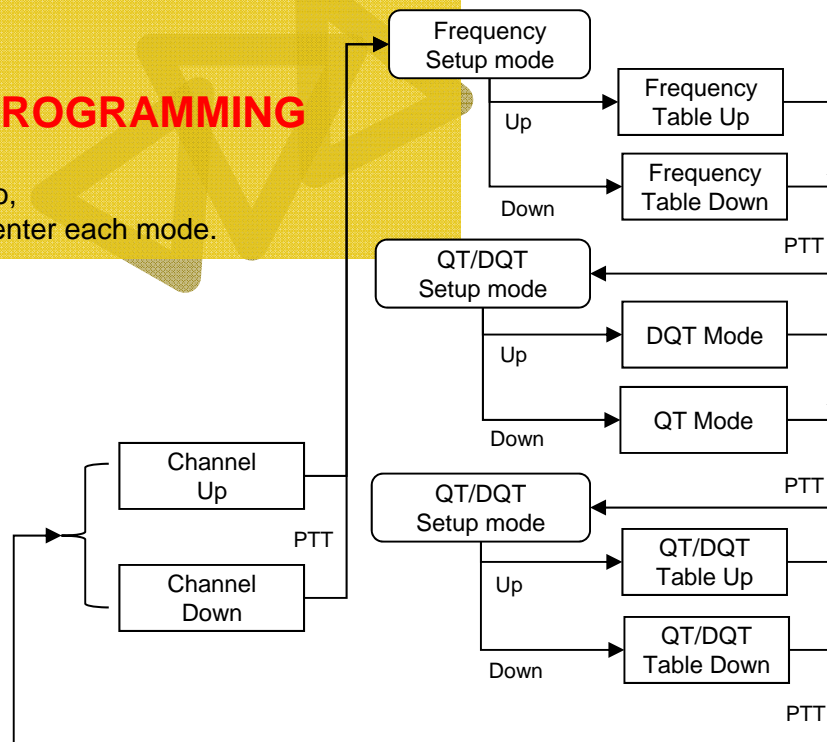 Frequency
Setup mode
ROGRAMMING
Frequency
Table Up
Up
o,
enter each mode.
Frequency
Table Down
Down
PTT
QT/DQT
Setup mode
DQT Mode
Up
QT Mode
Down
Channel
Up
PTT
QT/DQT
Setup mode
PTT
QT/DQT
Table Up
Up
Channel
Down
QT/DQT
Table Down
Down
PTT